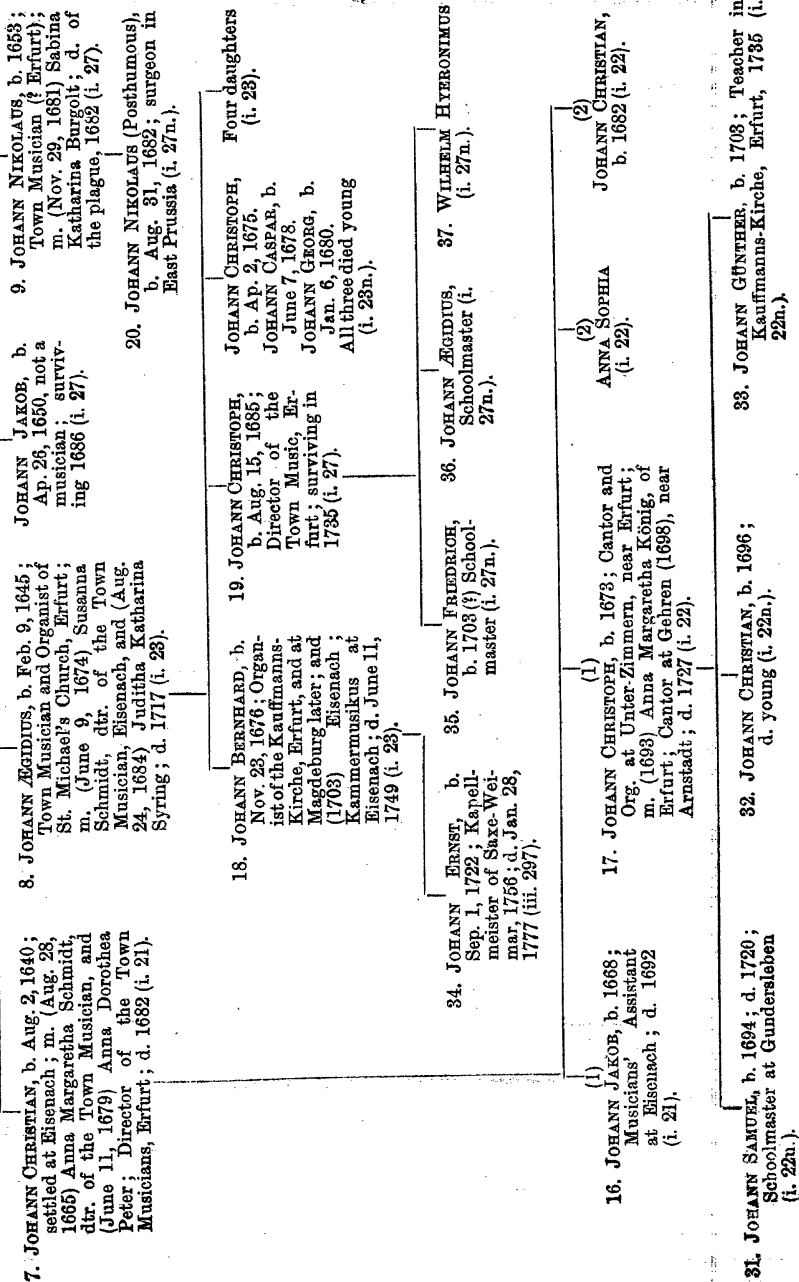 7. JOHANN CHRISTIAN, b. Aug. 2, 1640;
settled at Eisenach; m. (Aug. 28,
1665) Anna Margaretha Schmidt,
dtr. of the Town Musician, and
(June 11, 1679) Anna Dorothea
Peter; Director of the Town
Musicians, Erfurt; d. 1682 (i. 21).
8. JOHANN ÆGIDIUS, b. Feb. 9, 1645;
Town Musician and Organist of
St. Michael's Church, Erfurt;
m. (June 9, 1674) Susanna
Schmidt, dtr. of the Town
Musician, Eisenach, and (Aug.
24, 1684) Juditha Katharina
Syring; d. 1717 (i. 23).
JOHANN JAKOB, b.
Ap. 26, 1650, not a
musician; surviv-
ing 1686 (i. 27).
9. JOHANN NIKOLAUS, b. 1653;
Town Musician (? Erfurt);
m. (Nov. 29, 1681) Sabina
Katharina Burgolt; d. of
the plague, 1682 (i. 27).
20. JOHANN NIKOLAUS (Posthumous),
b. Aug. 31, 1682; surgeon in
East Prussia (i. 27n.).
18. JOHANN BERNHARD, b.
Nov. 23, 1676; Organ-
ist of the Kauffmanns-
Kirche, Erfurt, and at
Magdeburg later; and
(1703) Eisenach;
Kammermusikus at
Eisenach; d. June 11,
1749 (i. 23).
19. JOHANN CHRISTOPH,
b. Aug. 15, 1685;
Director of the
Town Music, Er-
furt; surviving in
1735 (i. 27).
JOHANN CHRISTOPH,
b. Ap. 2, 1675.
JOHANN CASPAR, b.
June 7, 1678.
JOHANN GEORG, b.
Jan. 6, 1680.
All three died young
(i. 23n.).
Four daughters
(i. 23).
34. JOHANN ERNST, b.
Sep. 1, 1722; Kapell-
meister of Saxe-Wei-
mar, 1756; d. Jan. 28,
1777 (iii. 297).
35. JOHANN FRIEDRICH,
b. 1703 (?) School-
master (i. 27n.).
36. JOHANN ÆGIDIUS,
Schoolmaster (i.
27n.).
37. WILHELM HYERONIMUS
(i. 27n.).
(1)
16. JOHANN JAKOB, b. 1668;
Musicians' Assistant
at Eisenach; d. 1692
(i. 21).
(1)
17. JOHANN CHRISTOPH, b. 1673; Cantor and
Org. at Unter-Zimmern, near Erfurt;
m. (1693) Anna Margaretha König, of
Erfurt; Cantor at Gehren (1698), near
Arnstadt; d. 1727 (i. 22).
(2)
ANNA SOPHIA
(i. 22).
(2)
JOHANN CHRISTIAN,
b. 1682 (i. 22).
31. JOHANN SAMUEL, b. 1694; d. 1720;
Schoolmaster at Gundersleben
(i. 22n.).
32. JOHANN CHRISTIAN, b. 1696;
d. young (i. 22n.).
33. JOHANN GÜNTHER, b. 1703; Teacher in
Kauffmanns-Kirche, Erfurt, 1735 (i.
22n.).